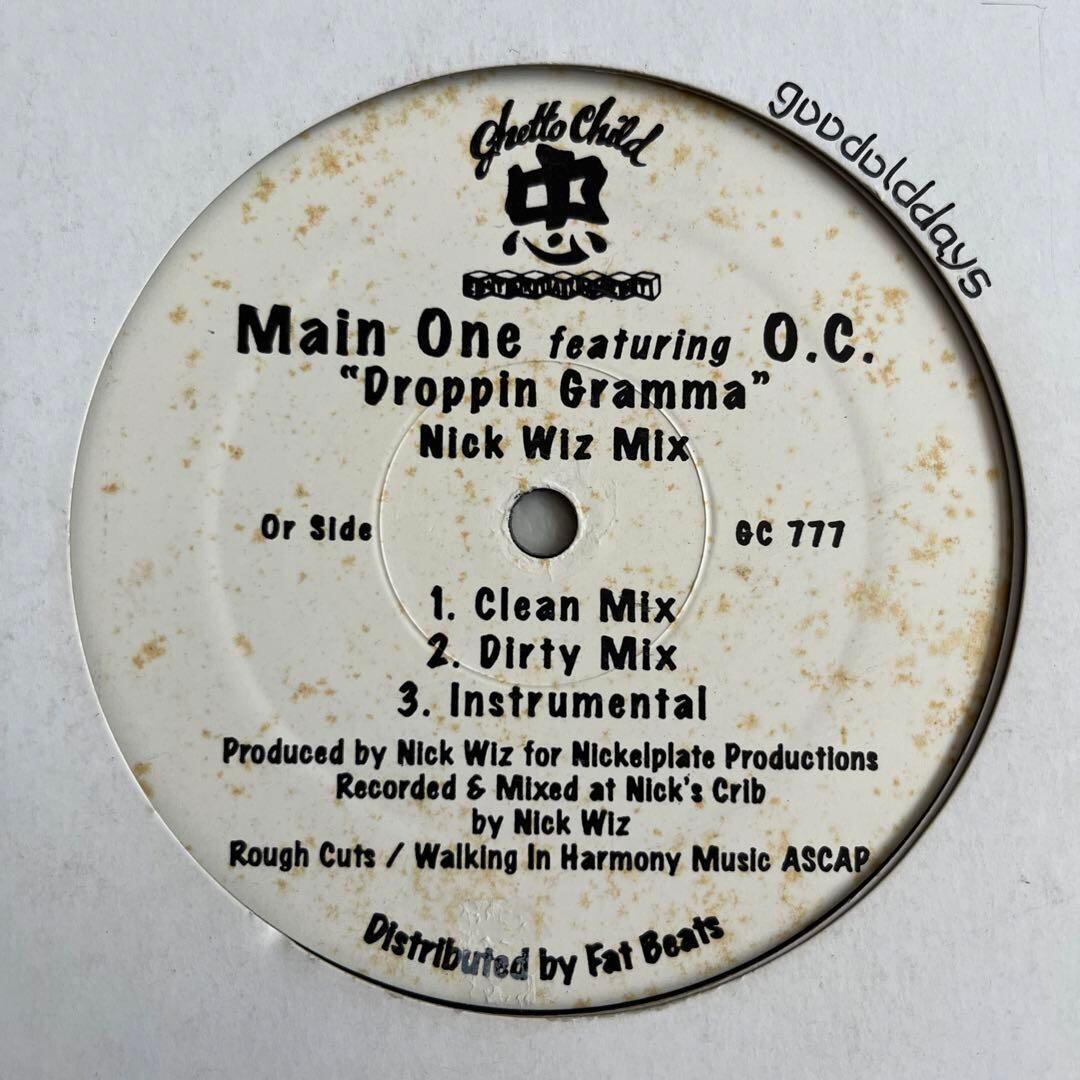 goodolddays
Ghetto Child
忠
ENTERTAINMENT
Main One featuring O.C.
“Droppin Gramma”
Nick Wiz Mix
Or Side
GC 777
1. Clean Mix
2. Dirty Mix
3. Instrumental
Produced by Nick Wiz for Nickelplate Productions
Recorded & Mixed at Nick's Crib
by Nick Wiz
Rough Cuts / Walking In Harmony Music ASCAP
Distributed by Fat Beats